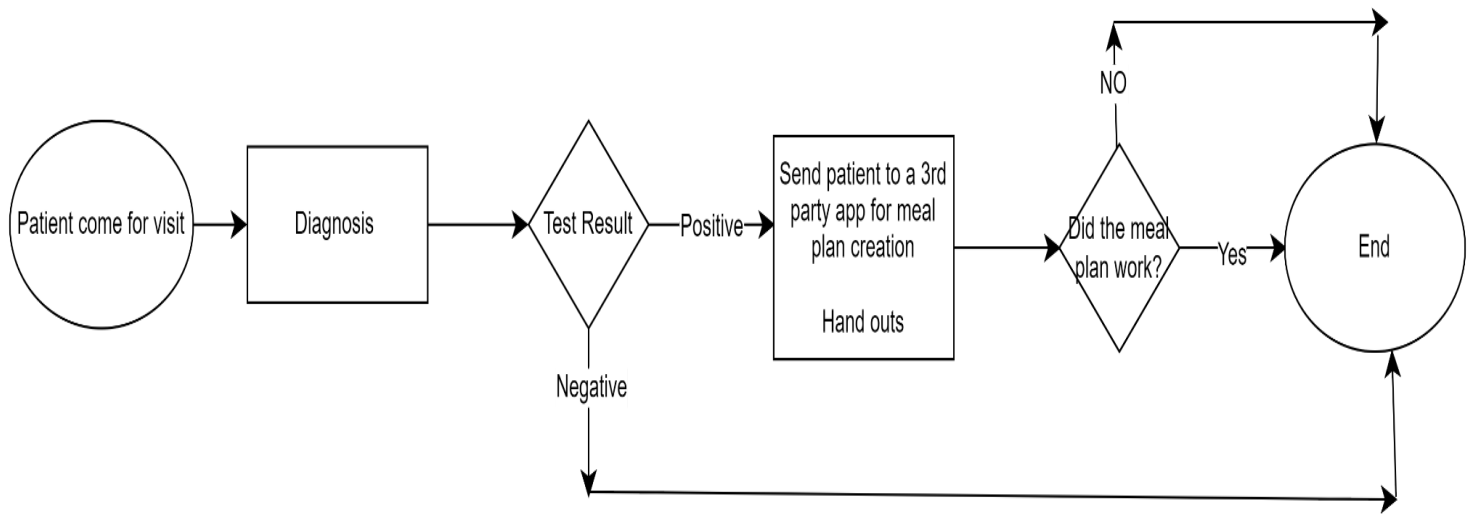 Patient come for visit
Diagnosis
Test Result
Positive
Negative
Send patient to a 3rd
party app for meal
plan creation
Hand outs
Did the meal
plan work?
NO
Yes
End